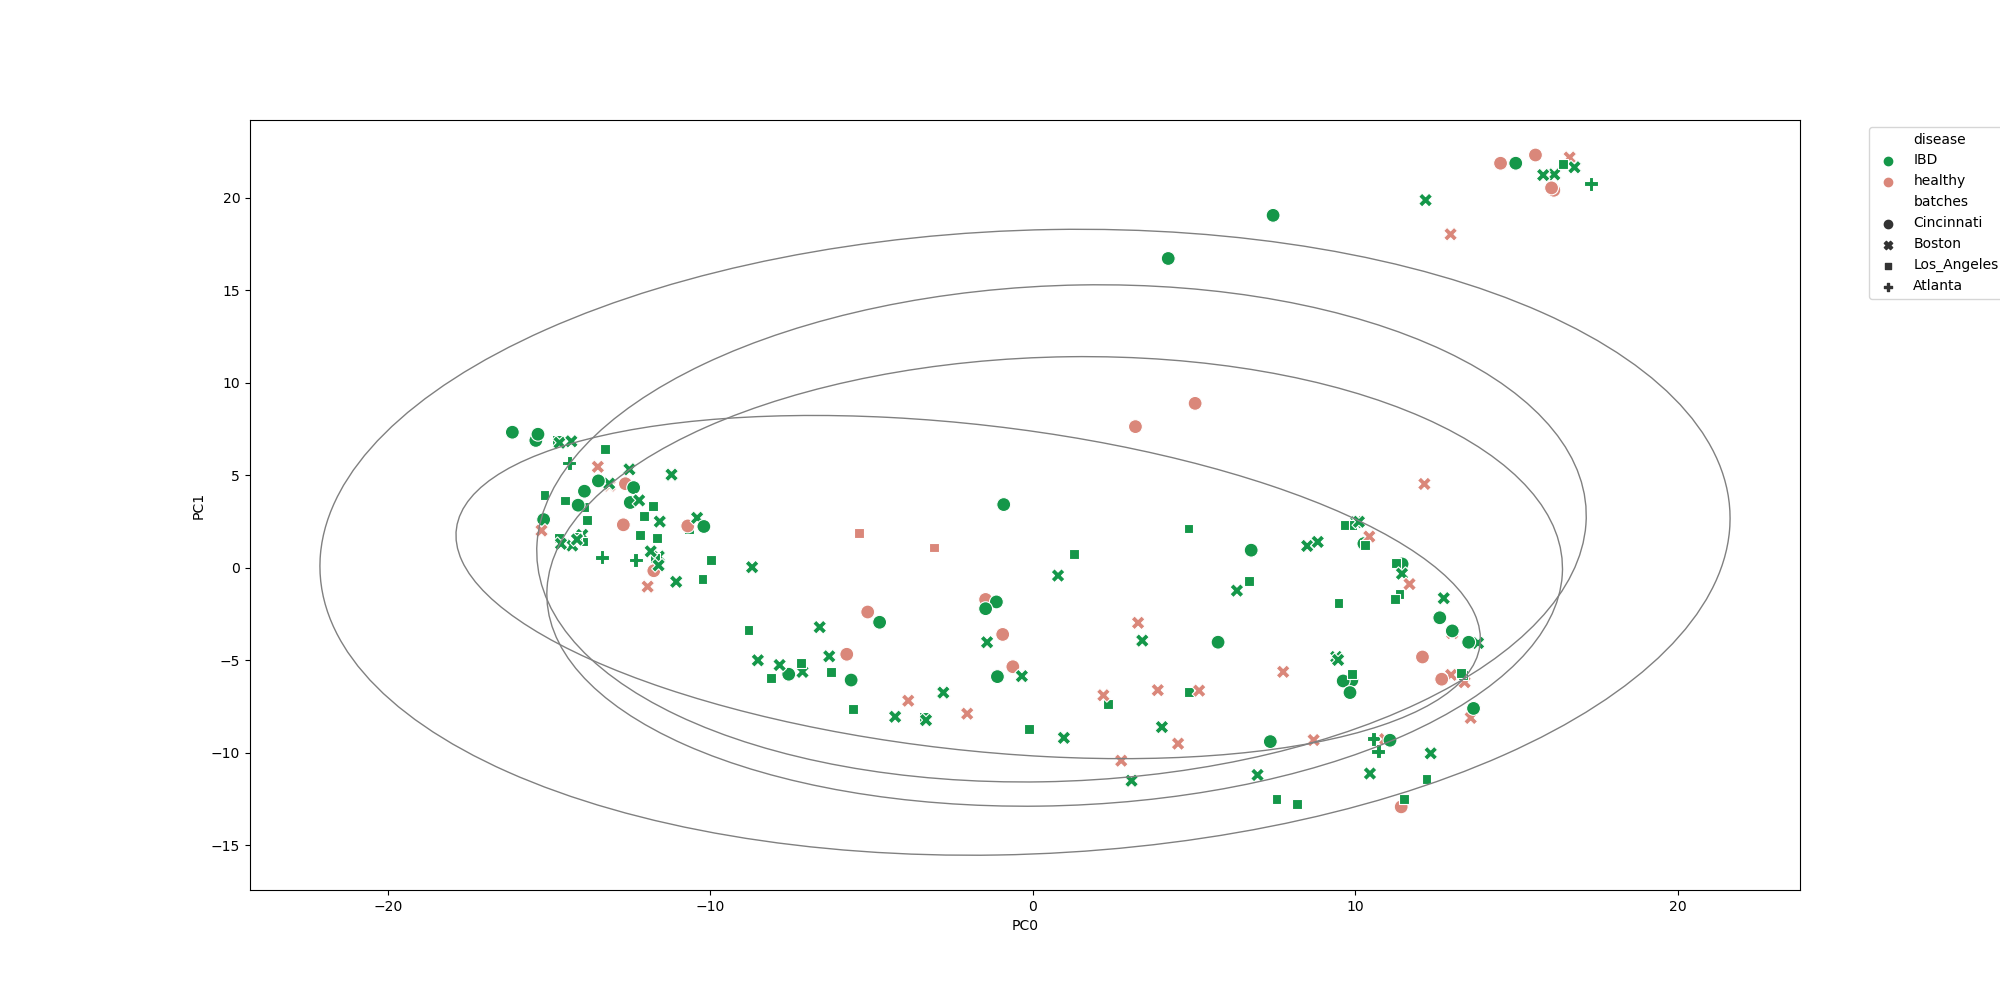 disease
IBD
healthy
batches
Cincinnati
Boston
Los_Angeles
Atlanta
20
15
10
5
0
−5
−10
−15
PC1
−20
−10
0
10
20
PC0